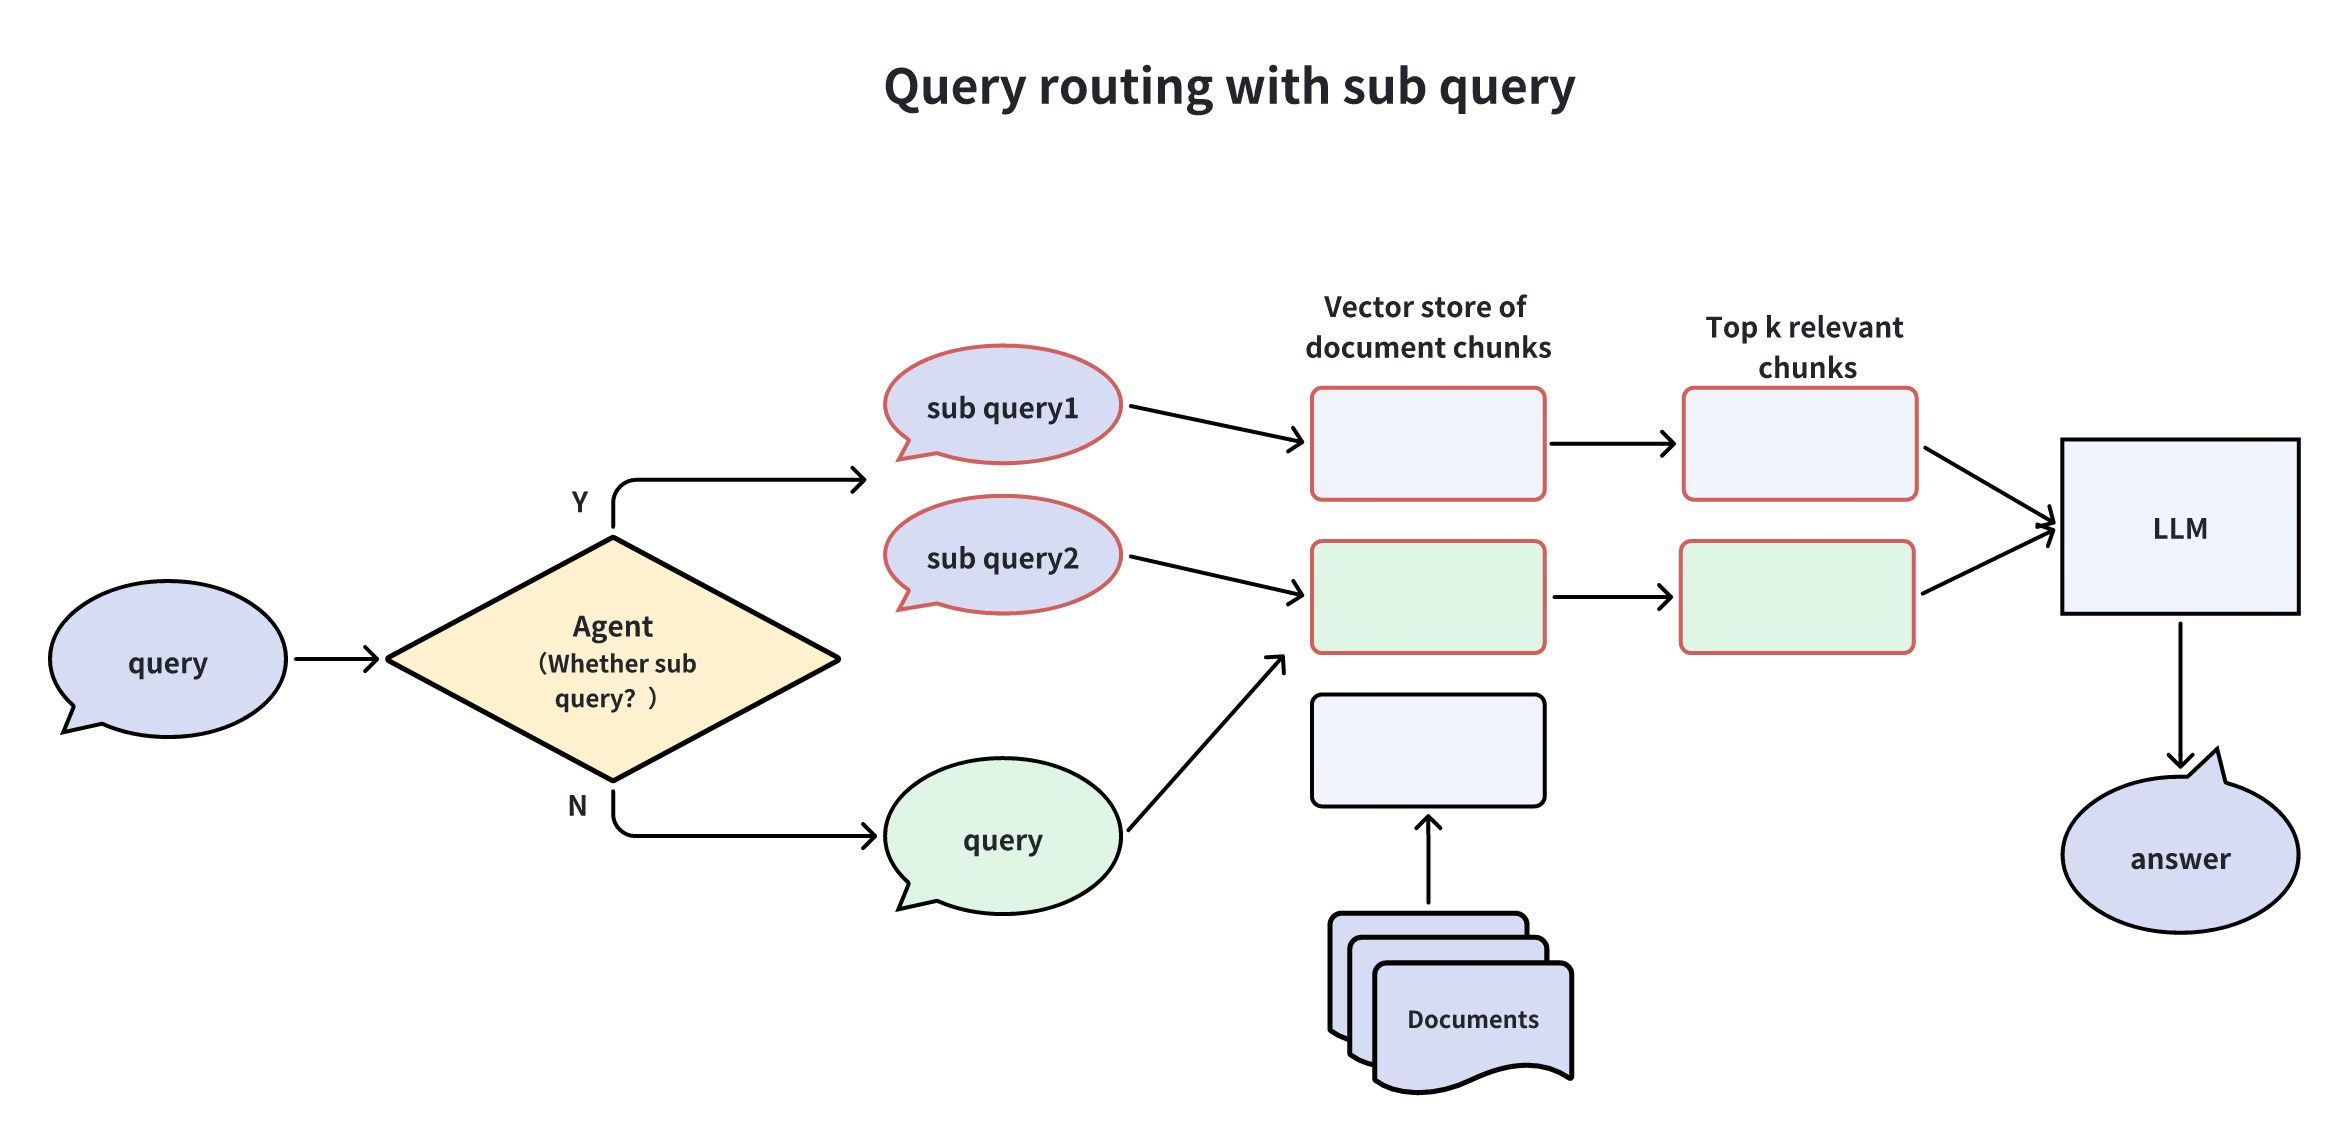 Query routing with sub query
Vector store of
document chunks
Top k relevant
chunks
sub query1
Y
sub query2
LLM
query
Agent
（Whether sub
query？）
N
query
answer
Documents